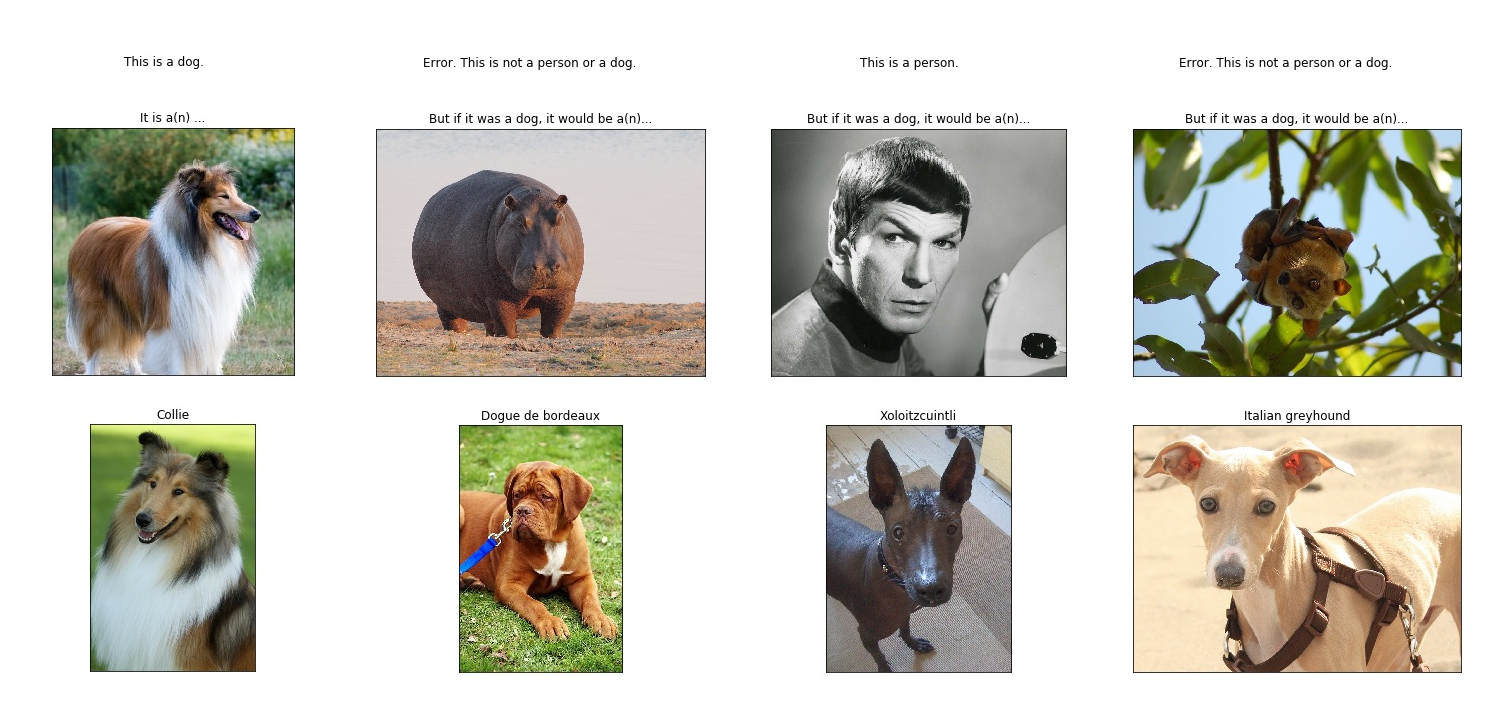 This is a dog.
Error. This is not a person or a dog.
This is a person.
Error. This is not a person or a dog.
It is a(n) ...
But if it was a dog, it would be a(n)...
But if it was a dog, it would be a(n)...
But if it was a dog, it would be a(n)...
Collie
Dogue de bordeaux
Xoloitzcuintli
Italian greyhound